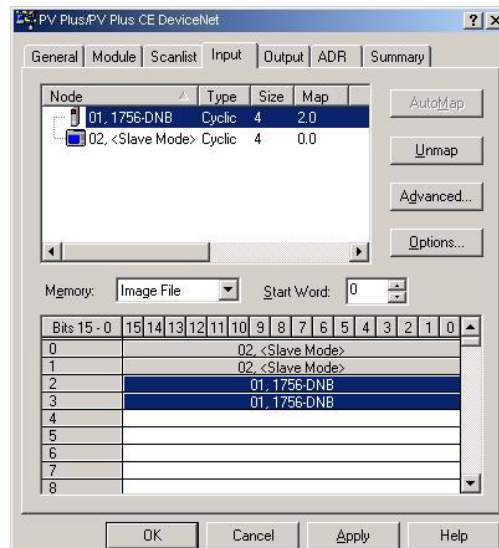 PV Plus/PV Plus CE DeviceNet
General Module Scanlist Input Output ADR Summary
Node Type Size Map
01, 1756-DNB Cyclic 4 2.0
02, <Slave Mode> Cyclic 4 0.0
AutoMap
Unmap
Advanced...
Options...
Memory: Image File Start Word: 0
Bits 15 - 0 15 14 13 12 11 10 9 8 7 6 5 4 3 2 1 0
0 02, <Slave Mode>
1 02, <Slave Mode>
2 01, 1756-DNB
3 01, 1756-DNB
4
5
6
7
8
OK Cancel Apply Help